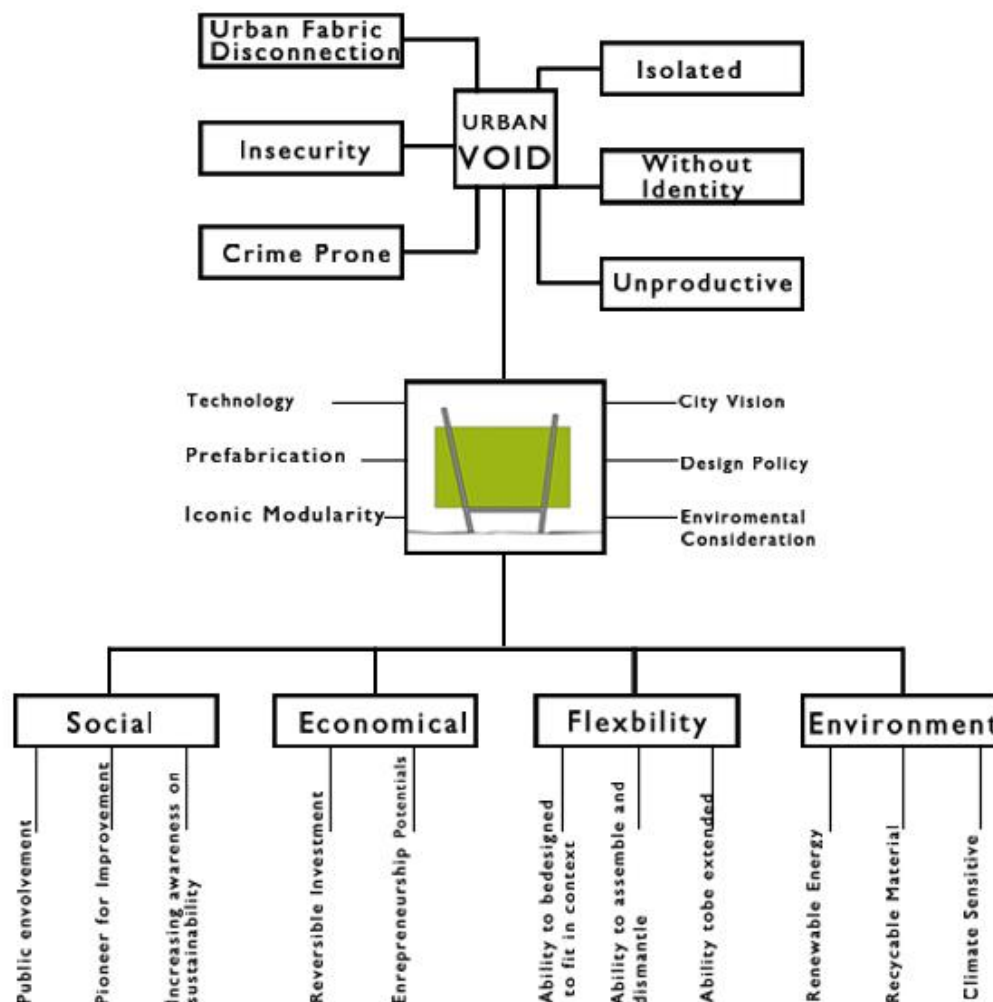 Urban Fabric
Disconnection
Isolated
URBAN
VOID
Insecurity
Without
Identity
Crime Prone
Unproductive
Technology
City Vision
Prefabrication
Design Policy
Iconic Modularity
Enviromental
Consideration
Social
Economical
Flexbility
Environment
Public envolvement
Pioneer for Improvement
Increasing awareness on
sustainability
Reversible Investment
Enrepreneurship Potentials
Ability to bedesigned
to fit in context
Ability to assemble and
dismantle
Ability tobe extended
Renewable Energy
Recycable Material
Climate Sensitive